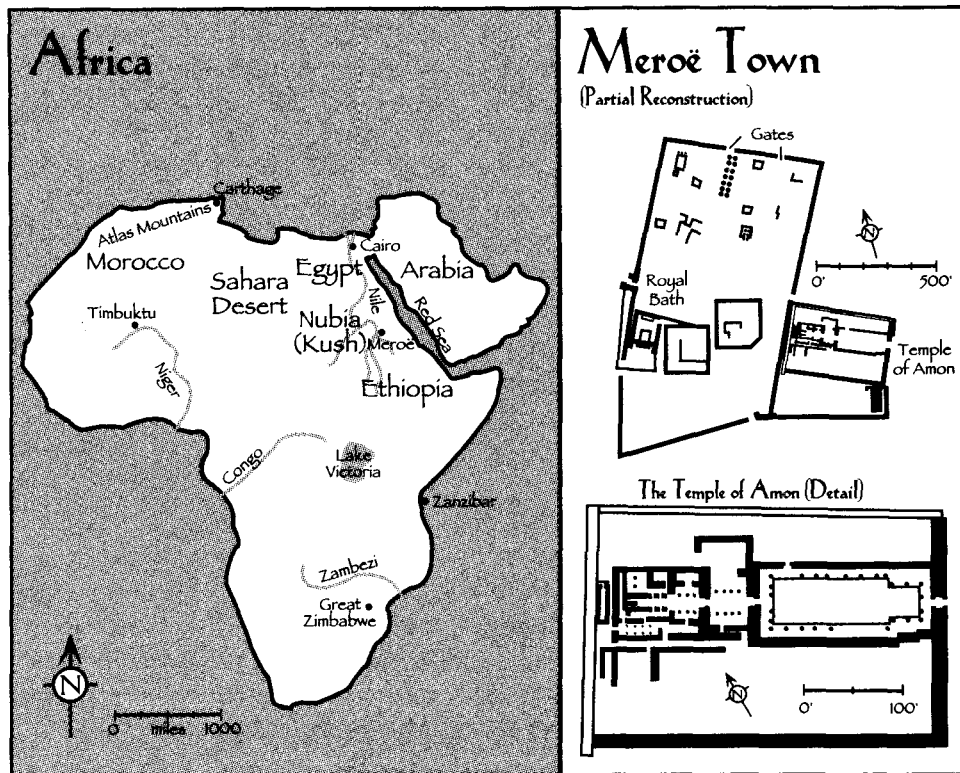 Africa
Carthage
Atlas Mountains
Morocco
Cairo
Egypt
Arabia
Sahara
Desert
Timbuktu
Nile
Red Sea
Nubia
(Kush)
Meroë
Niger
Ethiopia
Congo
Lake
Victoria
Zanzibar
Zambezi
Great
Zimbabwe
N
0 miles 1000
Meroë Town
(Partial Reconstruction)
Gates
N
0' 500'
Royal
Bath
Temple
of Amon
The Temple of Amon (Detail)
N
0' 100'